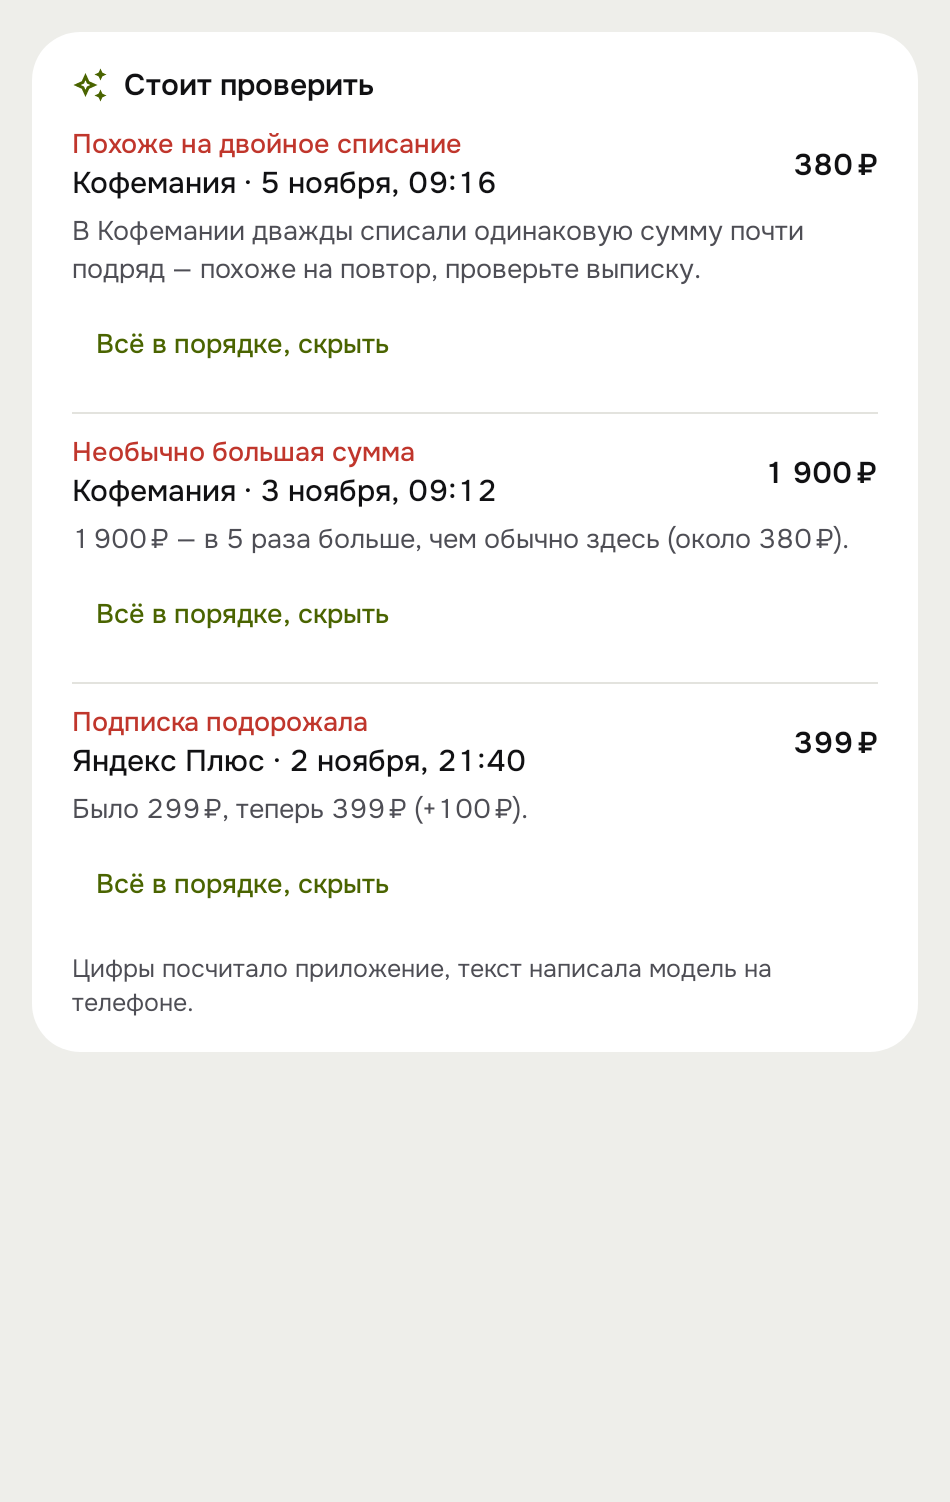 Стоит проверить
Похоже на двойное списание
Кофемания · 5 ноября, 09:16
380 ₽
В Кофемании дважды списали одинаковую сумму почти
подряд — похоже на повтор, проверьте выписку.
Всё в порядке, скрыть
Необычно большая сумма
Кофемания · 3 ноября, 09:12
1 900 ₽
1 900 ₽ — в 5 раза больше, чем обычно здесь (около 380 ₽).
Всё в порядке, скрыть
Подписка подорожала
Яндекс Плюс · 2 ноября, 21:40
399 ₽
Было 299 ₽, теперь 399 ₽ (+100 ₽).
Всё в порядке, скрыть
Цифры посчитало приложение, текст написала модель на
телефоне.